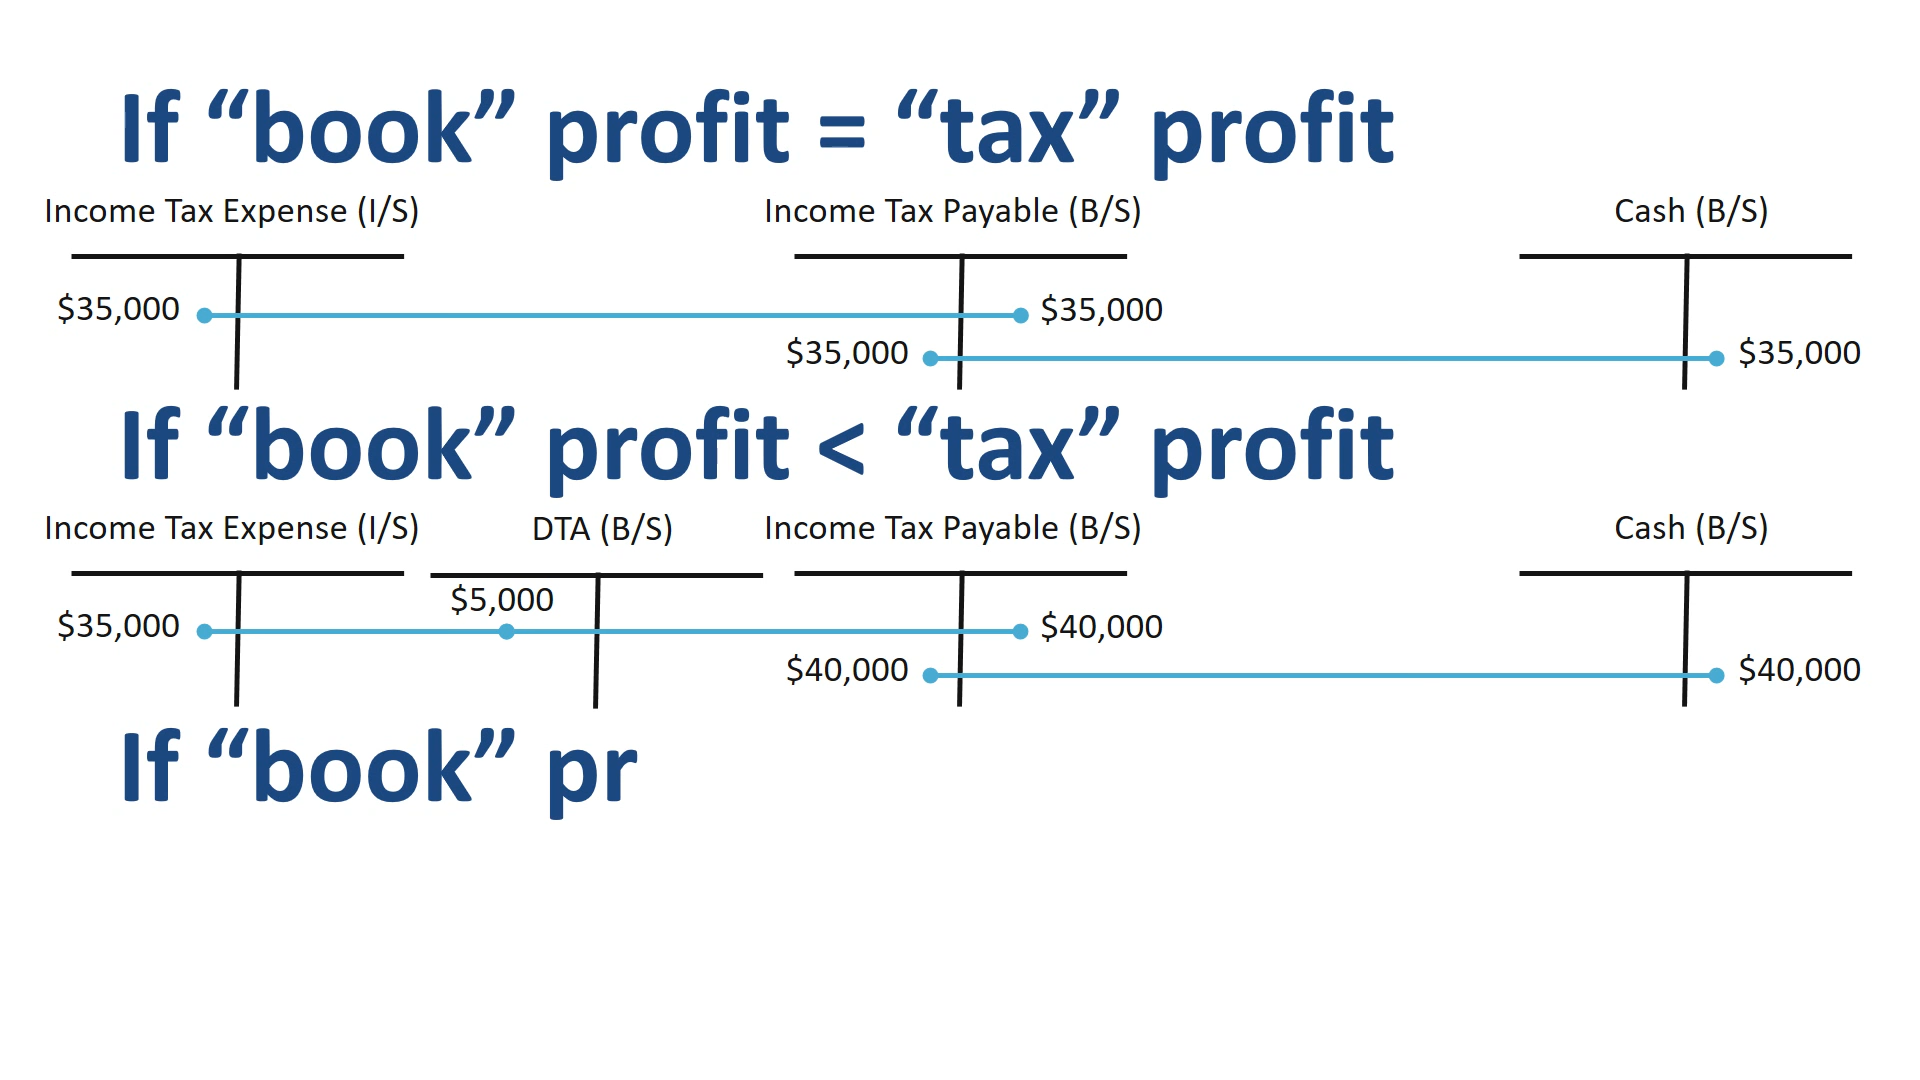 If “book” profit = “tax” profit
Income Tax Expense (I/S) Income Tax Payable (B/S) Cash (B/S)
$35,000 $35,000
$35,000 $35,000
If “book” profit < “tax” profit
Income Tax Expense (I/S) DTA (B/S) Income Tax Payable (B/S) Cash (B/S)
$5,000
$35,000 $40,000
$40,000 $40,000
If “book” pr